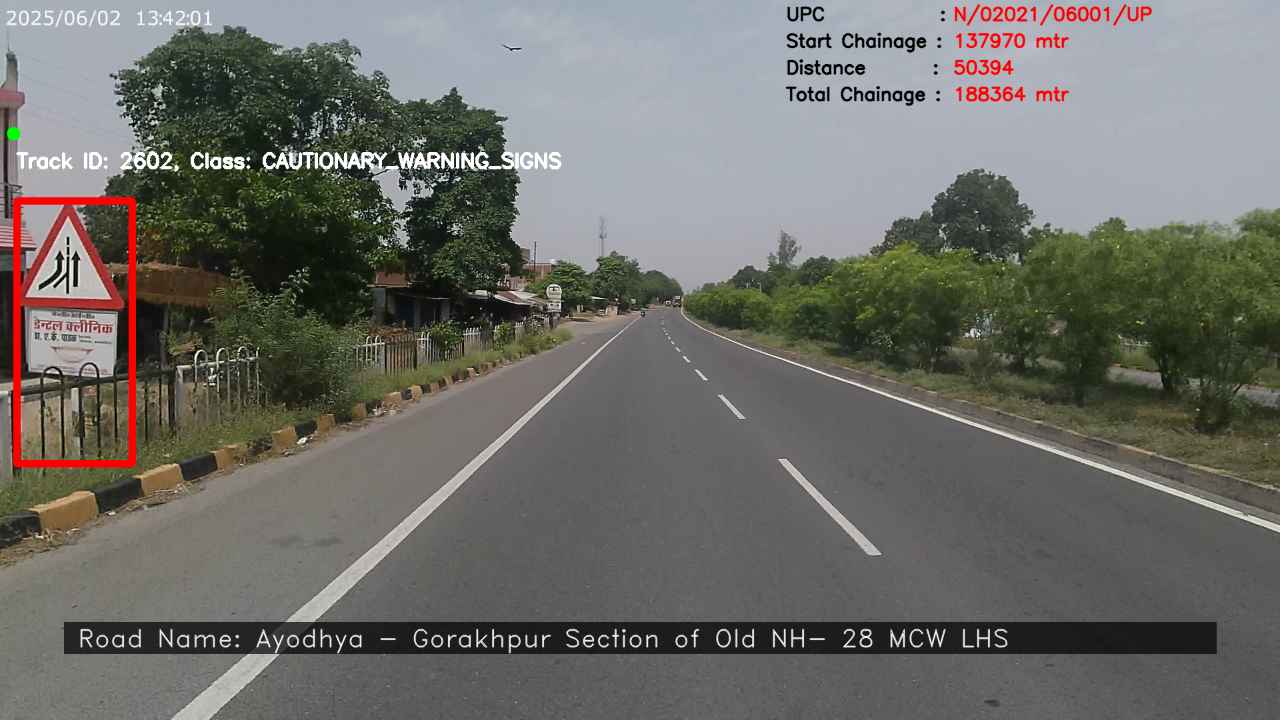 2025/06/02 13:42:01
UPC : N/02021/06001/UP
Start Chainage : 137970 mtr
Distance : 50394
Total Chainage : 188364 mtr
Track ID: 2602, Class: CAUTIONARY_WARNING_SIGNS
डेन्टल क्लीनिक
डा. ए.के. पाठक
Road Name: Ayodhya - Gorakhpur Section of Old NH- 28 MCW LHS